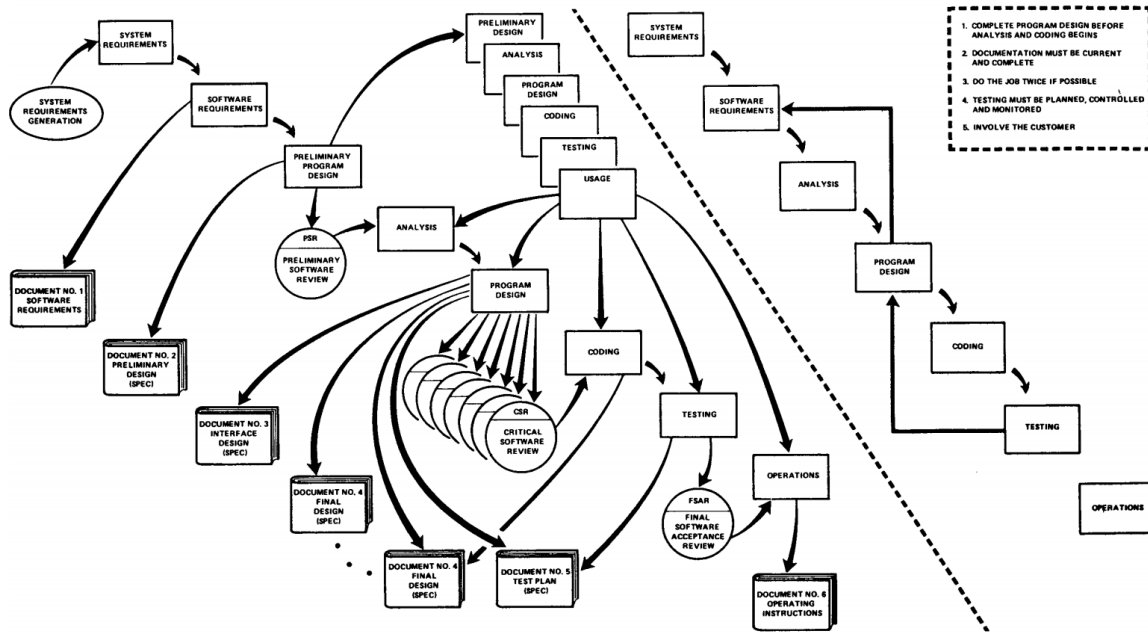 SYSTEM
REQUIREMENTS
SYSTEM
REQUIREMENTS
GENERATION
SOFTWARE
REQUIREMENTS
PRELIMINARY
PROGRAM
DESIGN
PSR
PRELIMINARY
SOFTWARE
REVIEW
PRELIMINARY
DESIGN
ANALYSIS
PROGRAM
DESIGN
CODING
TESTING
USAGE
ANALYSIS
PROGRAM
DESIGN
CSR
CRITICAL
SOFTWARE
REVIEW
CODING
TESTING
FSAR
FINAL
SOFTWARE
ACCEPTANCE
REVIEW
OPERATIONS
DOCUMENT NO. 1
SOFTWARE
REQUIREMENTS
DOCUMENT NO. 2
PRELIMINARY
DESIGN
(SPEC)
DOCUMENT NO. 3
INTERFACE
DESIGN
(SPEC)
DOCUMENT NO. 4
FINAL
DESIGN
(SPEC)
DOCUMENT NO. 4
FINAL
DESIGN
(SPEC)
DOCUMENT NO. 5
TEST PLAN
(SPEC)
DOCUMENT NO. 6
OPERATING
INSTRUCTIONS
SYSTEM
REQUIREMENTS
SOFTWARE
REQUIREMENTS
ANALYSIS
PROGRAM
DESIGN
CODING
TESTING
OPERATIONS
1. COMPLETE PROGRAM DESIGN BEFORE
ANALYSIS AND CODING BEGINS
2. DOCUMENTATION MUST BE CURRENT
AND COMPLETE
3. DO THE JOB TWICE IF POSSIBLE
4. TESTING MUST BE PLANNED, CONTROLLED
AND MONITORED
5. INVOLVE THE CUSTOMER